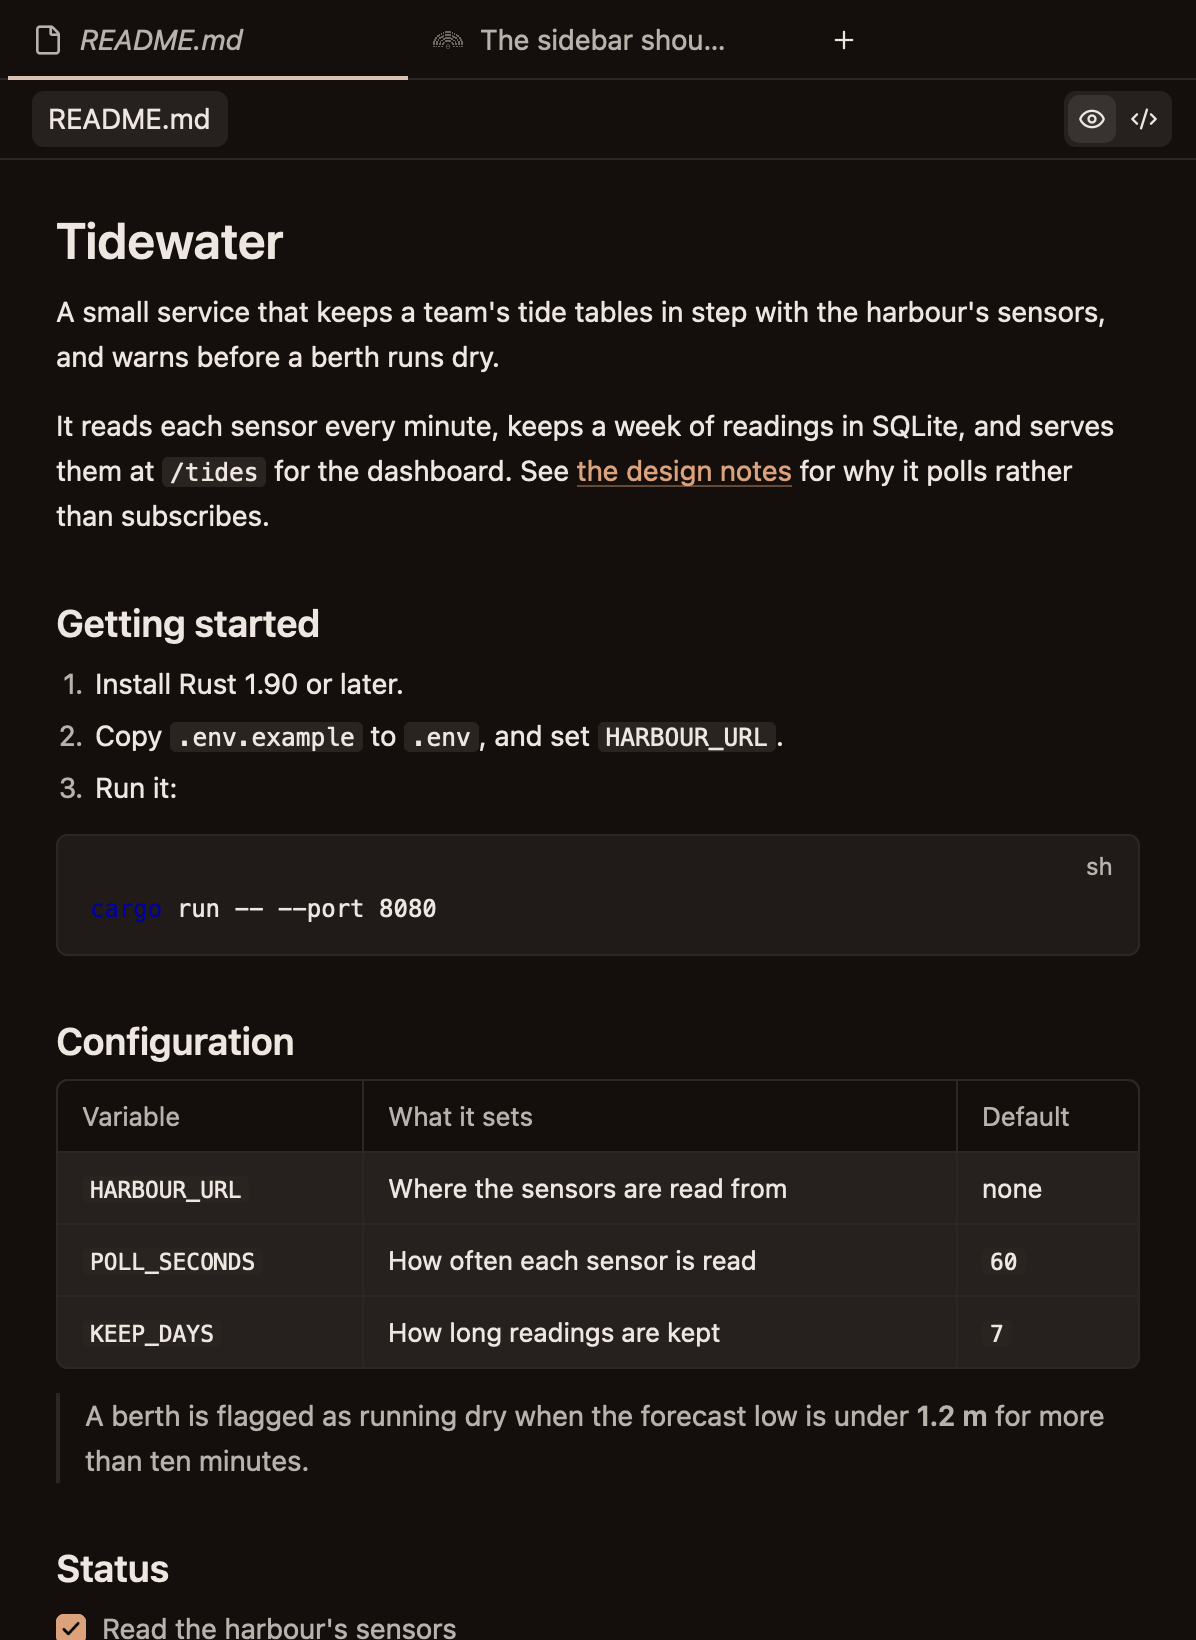 README.md
The sidebar shou...
+
README.md
</>
Tidewater
A small service that keeps a team's tide tables in step with the harbour's sensors,
and warns before a berth runs dry.
It reads each sensor every minute, keeps a week of readings in SQLite, and serves
them at /tides for the dashboard. See the design notes for why it polls rather
than subscribes.
Getting started
1. Install Rust 1.90 or later.
2. Copy .env.example to .env, and set HARBOUR_URL.
3. Run it:
sh
cargo run -- --port 8080
Configuration
Variable What it sets Default
HARBOUR_URL Where the sensors are read from none
POLL_SECONDS How often each sensor is read 60
KEEP_DAYS How long readings are kept 7
A berth is flagged as running dry when the forecast low is under 1.2 m for more
than ten minutes.
Status
Read the harbour's sensors